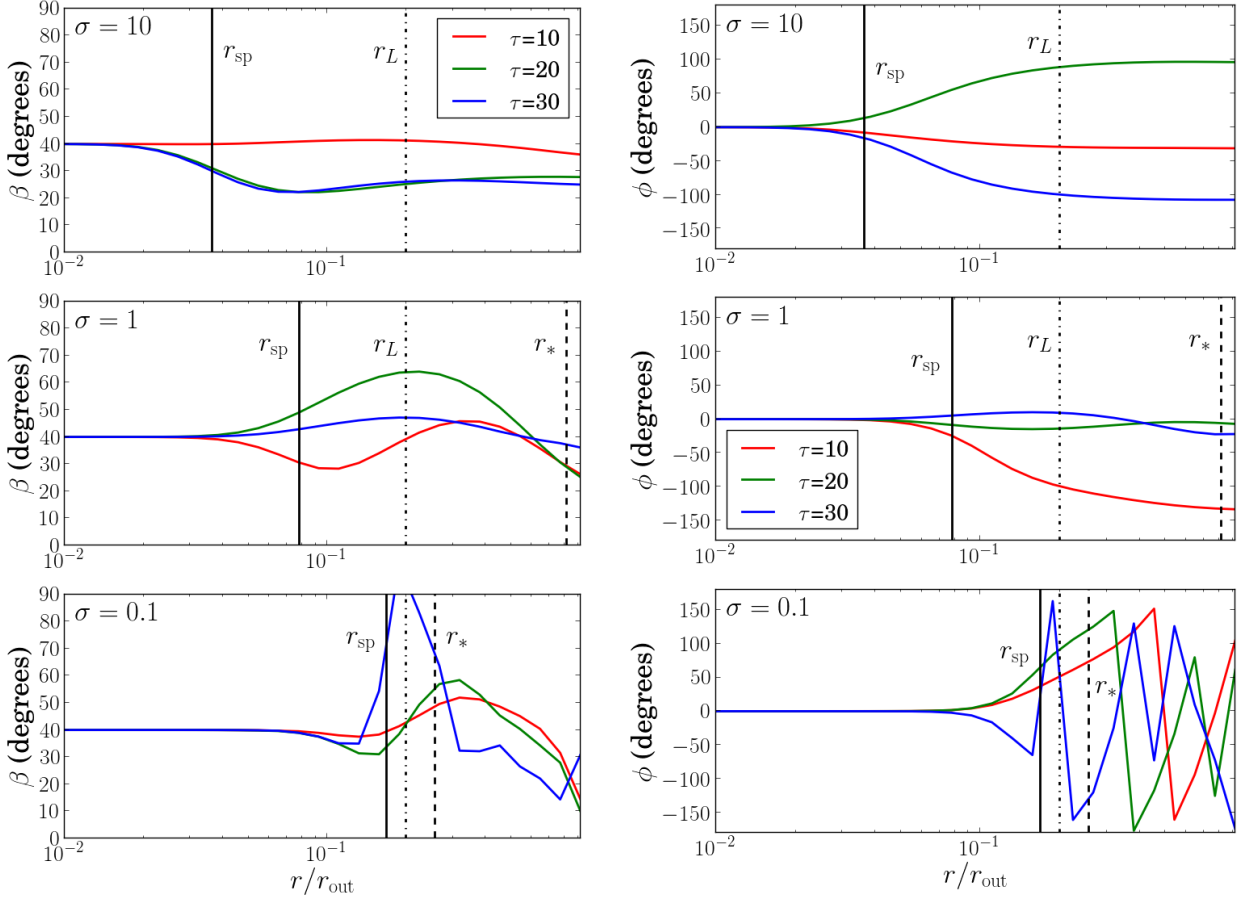 σ = 10
r_sp
r_L
τ=10
τ=20
τ=30
β (degrees)
90
80
70
60
50
40
30
20
10
0
10⁻²
10⁻¹
σ = 10
r_sp
r_L
ϕ (degrees)
150
100
50
0
−50
−100
−150
10⁻²
10⁻¹
σ = 1
r_sp
r_L
r_*
β (degrees)
90
80
70
60
50
40
30
20
10
0
10⁻²
10⁻¹
σ = 1
r_sp
r_L
r_*
τ=10
τ=20
τ=30
ϕ (degrees)
150
100
50
0
−50
−100
−150
10⁻²
10⁻¹
σ = 0.1
r_sp
r_*
β (degrees)
90
80
70
60
50
40
30
20
10
0
10⁻²
10⁻¹
r/r_out
σ = 0.1
r_sp
r_*
ϕ (degrees)
150
100
50
0
−50
−100
−150
10⁻²
10⁻¹
r/r_out